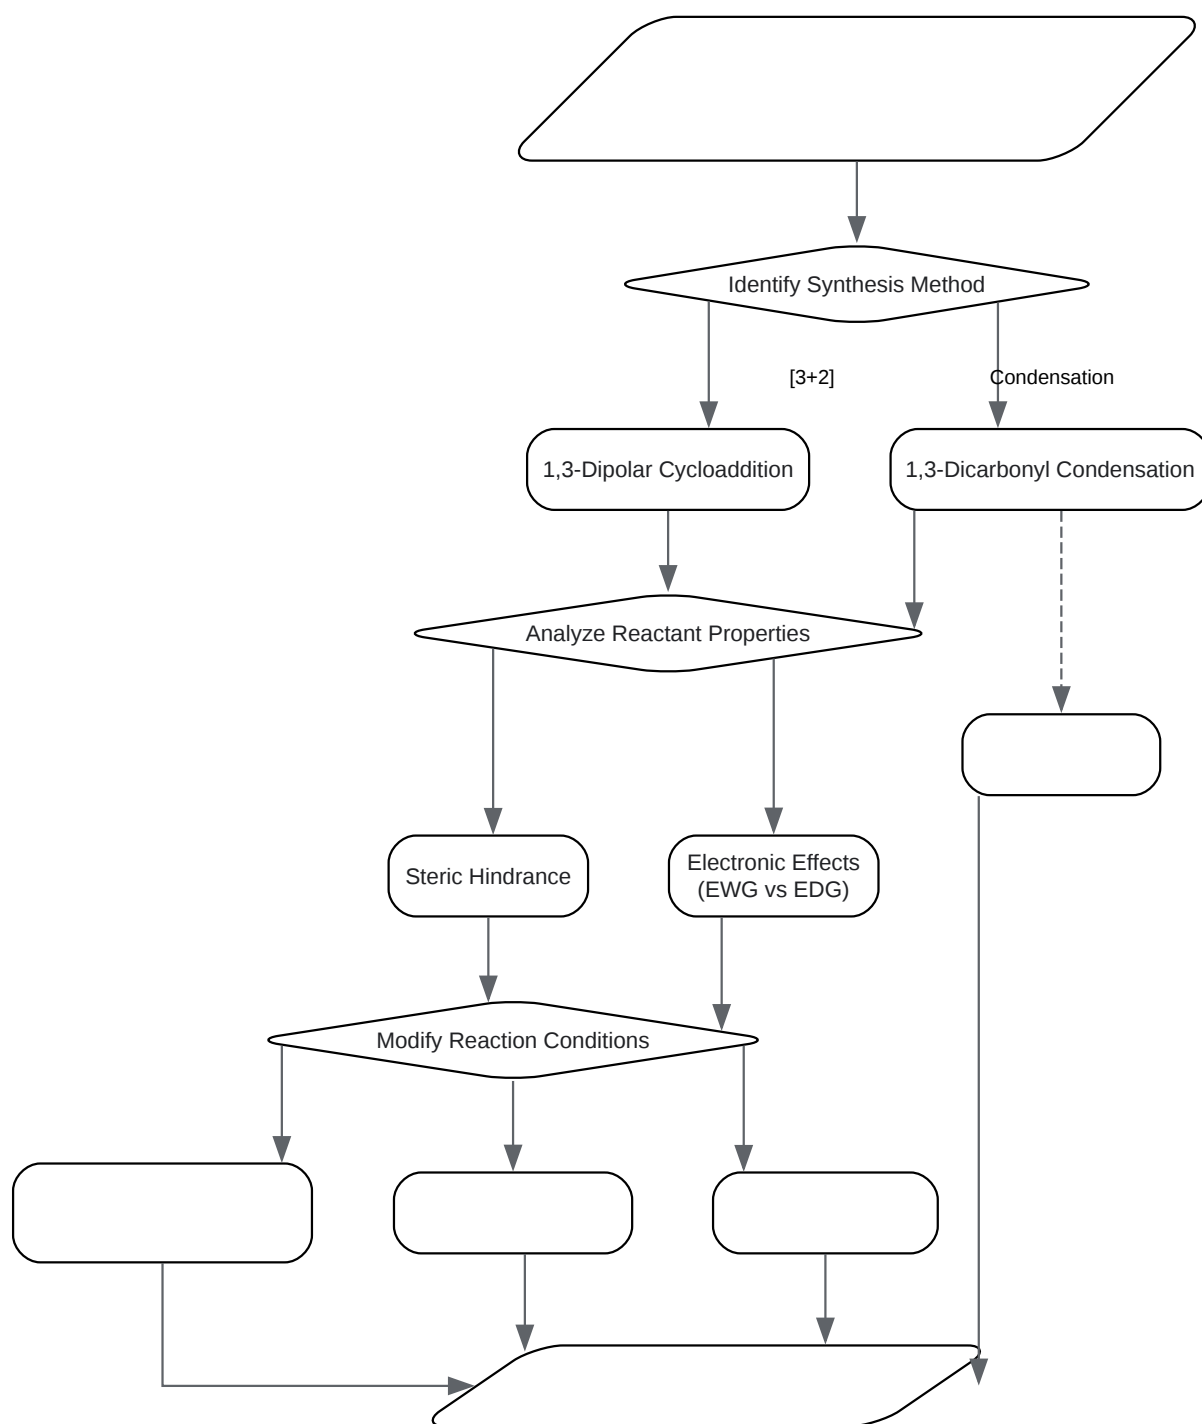 Identify Synthesis Method
[3+2]
Condensation
1,3-Dipolar Cycloaddition
1,3-Dicarbonyl Condensation
Analyze Reactant Properties
Steric Hindrance
Electronic Effects
(EWG vs EDG)
Modify Reaction Conditions